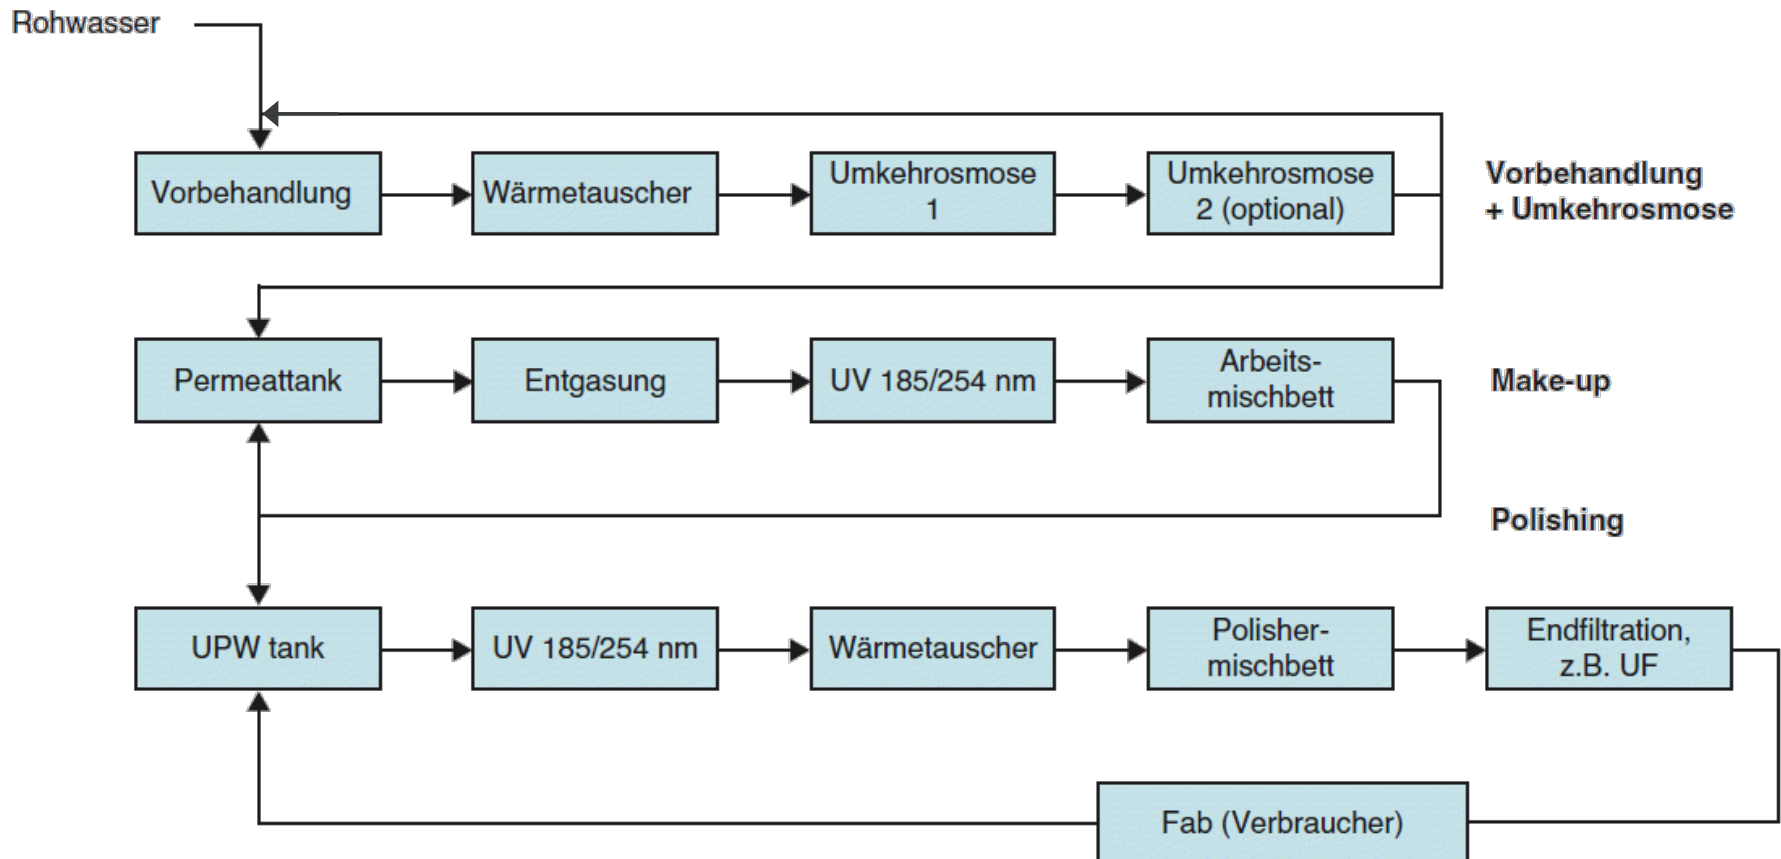 Rohwasser
Vorbehandlung
Wärmetauscher
Umkehrosmose
1
Umkehrosmose
2 (optional)
Vorbehandlung
+ Umkehrosmose
Permeattank
Entgasung
UV 185/254 nm
Arbeits-
mischbett
Make-up
Polishing
UPW tank
UV 185/254 nm
Wärmetauscher
Polisher-
mischbett
Endfiltration,
z.B. UF
Fab (Verbraucher)